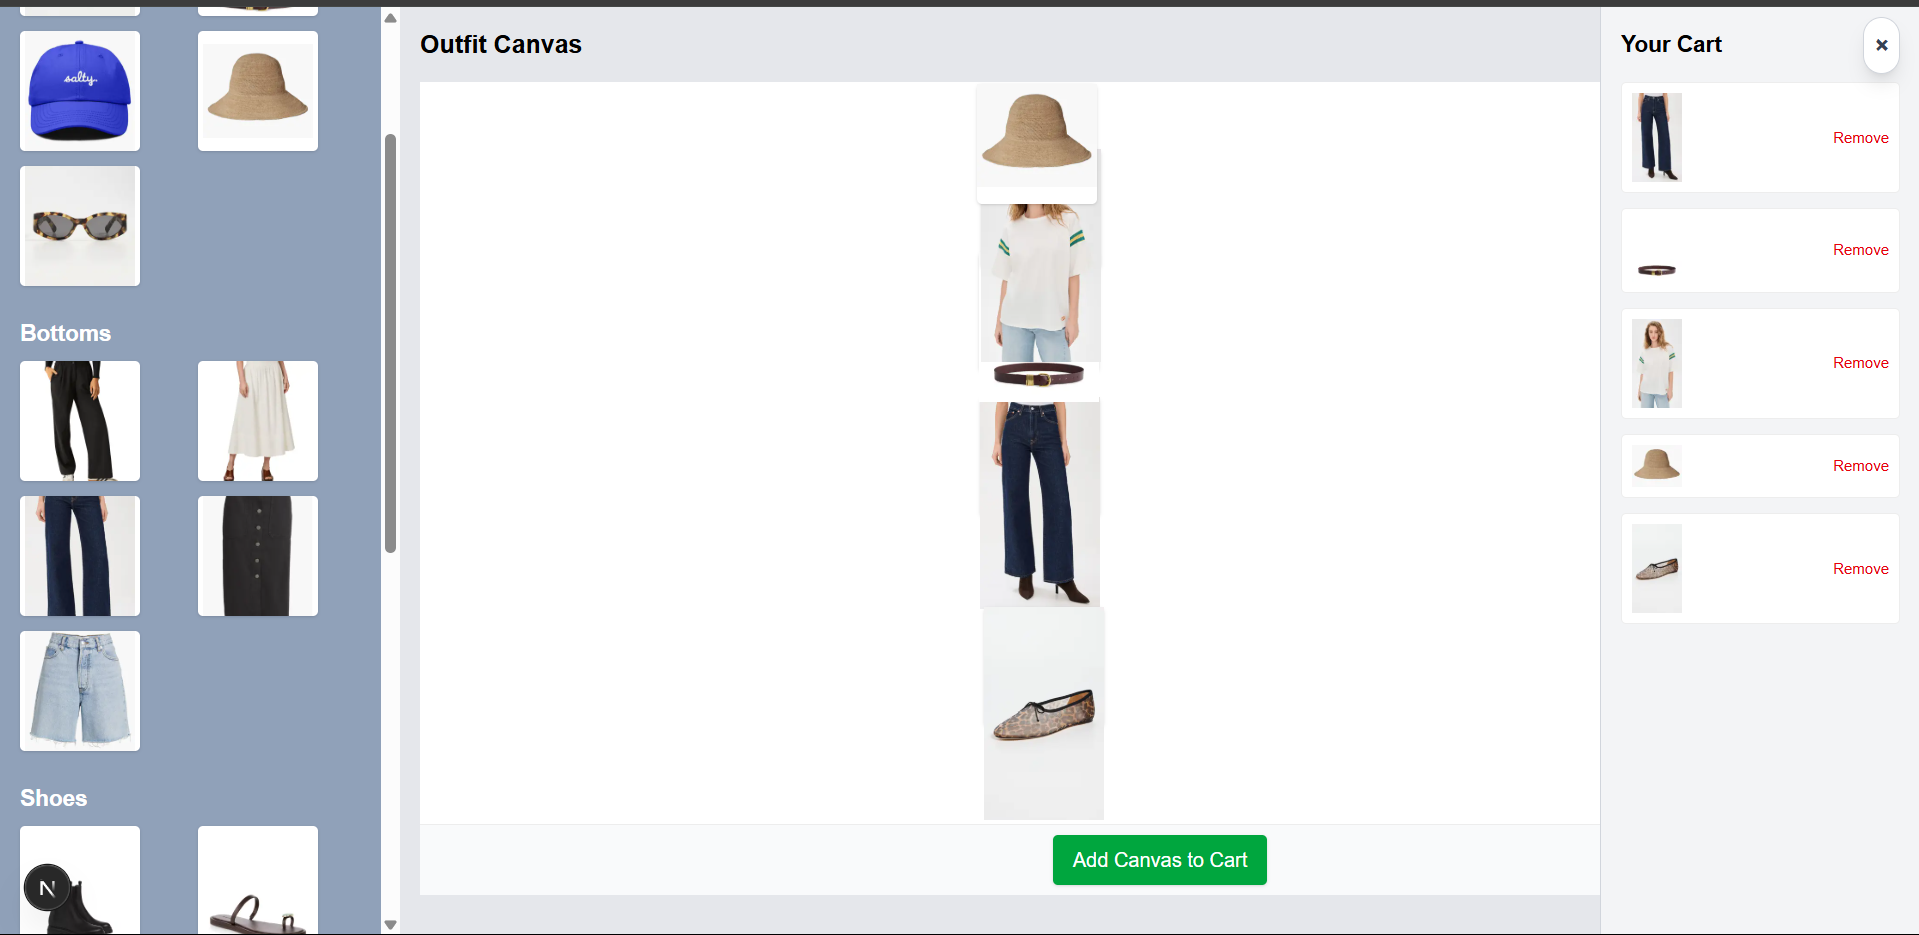 salty.
Bottoms
Shoes
N
Outfit Canvas
Add Canvas to Cart
Your Cart
×
Remove
Remove
Remove
Remove
Remove